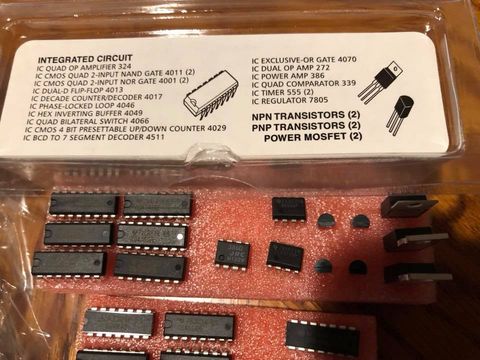 INTEGRATED CIRCUIT
IC QUAD OP AMPLIFIER 324
IC CMOS QUAD 2-INPUT NAND GATE 4011 (2)
IC CMOS QUAD 2-INPUT NOR GATE 4001 (2)
IC DUAL-D FLIP-FLOP 4013
IC DECADE COUNTER/DECODER 4017
IC PHASE-LOCKED LOOP 4046
IC HEX INVERTING BUFFER 4049
IC QUAD BILATERAL SWITCH 4066
IC CMOS 4 BIT PRESETTABLE UP/DOWN COUNTER 4029
IC BCD TO 7 SEGMENT DECODER 4511
IC EXCLUSIVE-OR GATE 4070
IC DUAL OP AMP 272
IC POWER AMP 386
IC QUAD COMPARATOR 339
IC TIMER 555 (2)
IC REGULATOR 7805
NPN TRANSISTORS (2)
PNP TRANSISTORS (2)
POWER MOSFET (2)